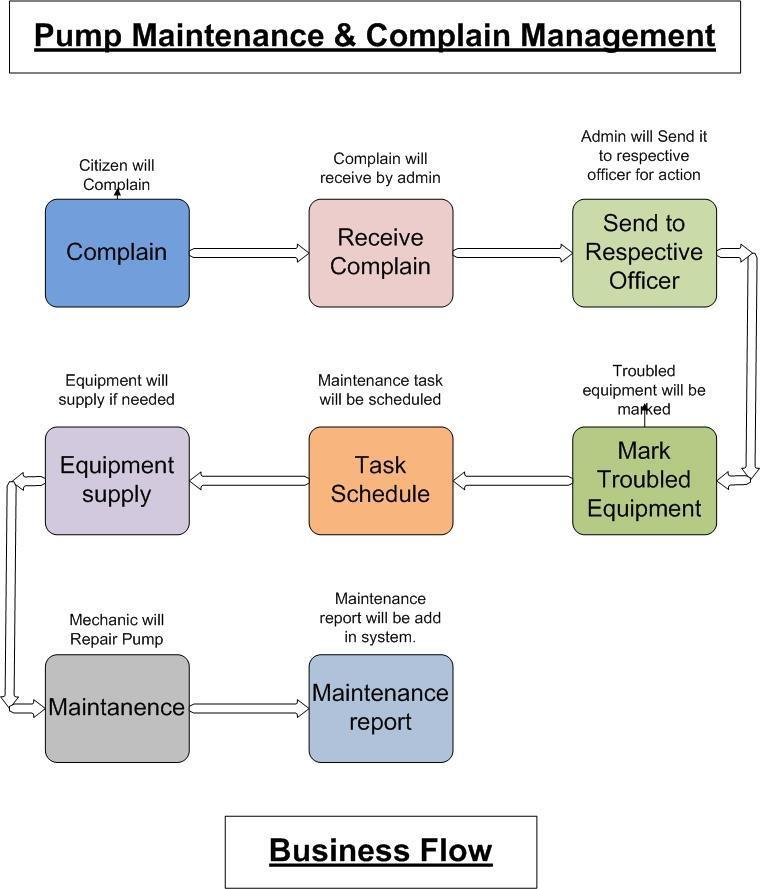 Pump Maintenance & Complain Management
Citizen will
Complain
Complain will
receive by admin
Admin will Send it
to respective
officer for action
Complain
Receive
Complain
Send to
Respective
Officer
Equipment will
supply if needed
Maintenance task
will be scheduled
Troubled
equipment will be
marked
Equipment
supply
Task
Schedule
Mark
Troubled
Equipment
Mechanic will
Repair Pump
Maintenance
report will be add
in system.
Maintanence
Maintenance
report
Business Flow